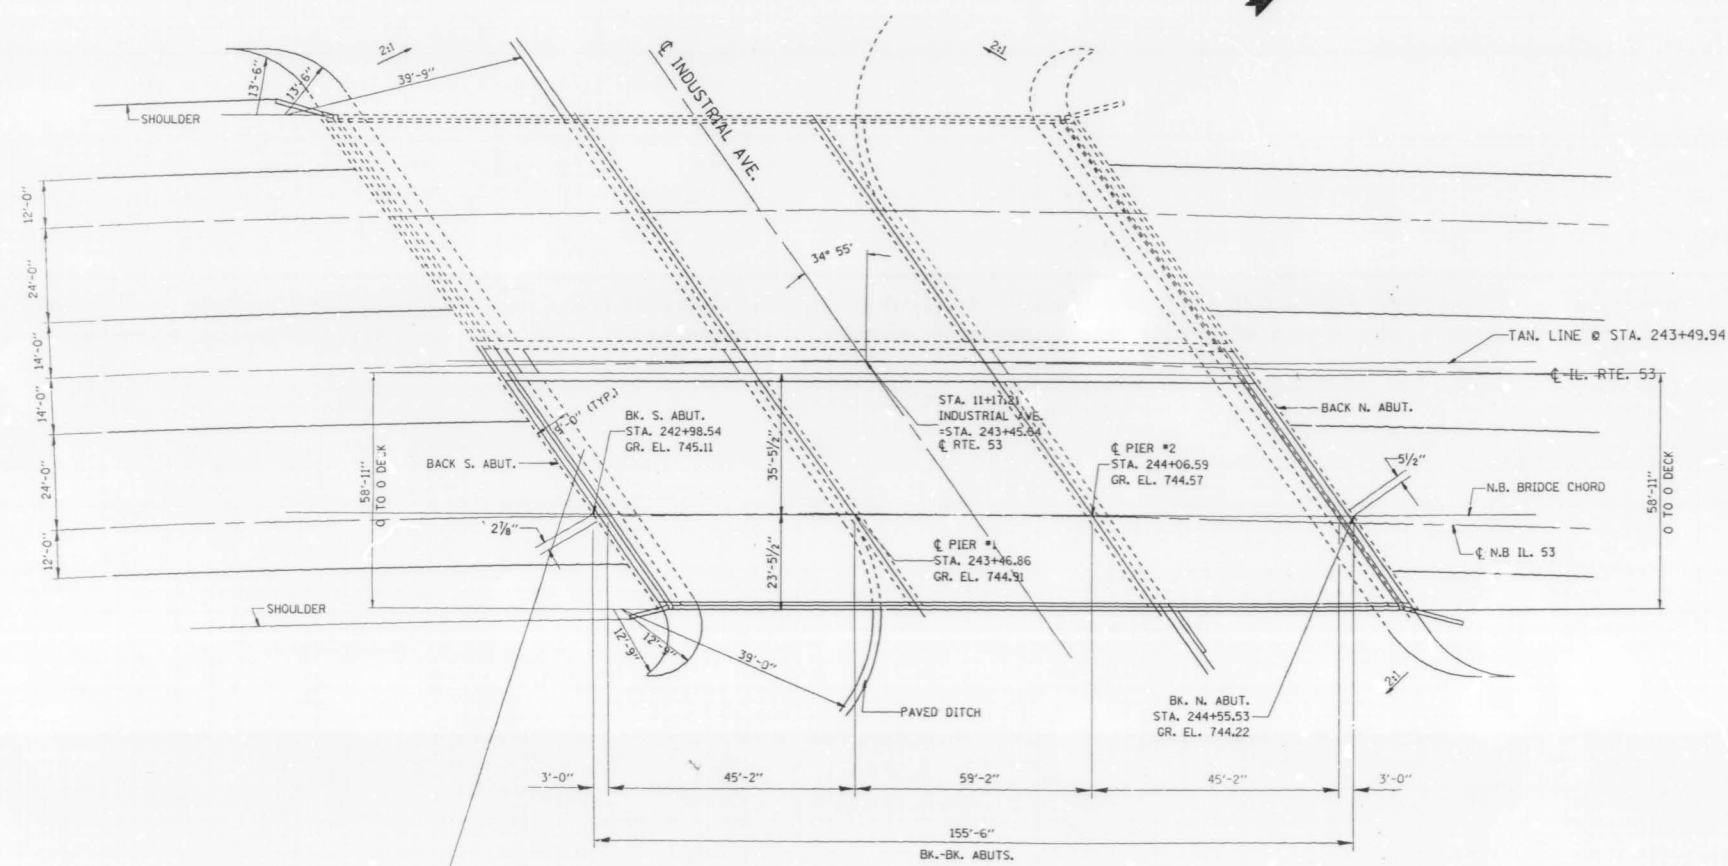 2:1
2:1
℄ INDUSTRIAL AVE.
13'-6"
13'-6"
39'-9"
SHOULDER
12'-0"
24'-0"
14'-0"
14'-0"
24'-0"
12'-0"
34° 55'
TAN. LINE @ STA. 243+49.94
℄ IL. RTE. 53
BACK N. ABUT.
STA. 11+17.21
INDUSTRIAL AVE.
=STA. 243+45.64
℄ RTE. 53
(TYP.)
BK. S. ABUT.
STA. 242+98.54
GR. EL. 745.11
BACK S. ABUT.
58'-11"
O TO O DECK
35'-5½"
℄ PIER #2
STA. 244+06.59
GR. EL. 744.57
5½"
58'-11"
O TO O DECK
N.B. BRIDGE CHORD
2⅞"
℄ N.B IL. 53
℄ PIER #1
STA. 243+46.86
GR. EL. 744.91
23'-5½"
SHOULDER
12'-9"
12'-9"
39'-0"
2:1
PAVED DITCH
BK. N. ABUT.
STA. 244+55.53
GR. EL. 744.22
3'-0"
45'-2"
59'-2"
45'-2"
3'-0"
155'-6"
BK.-BK. ABUTS.